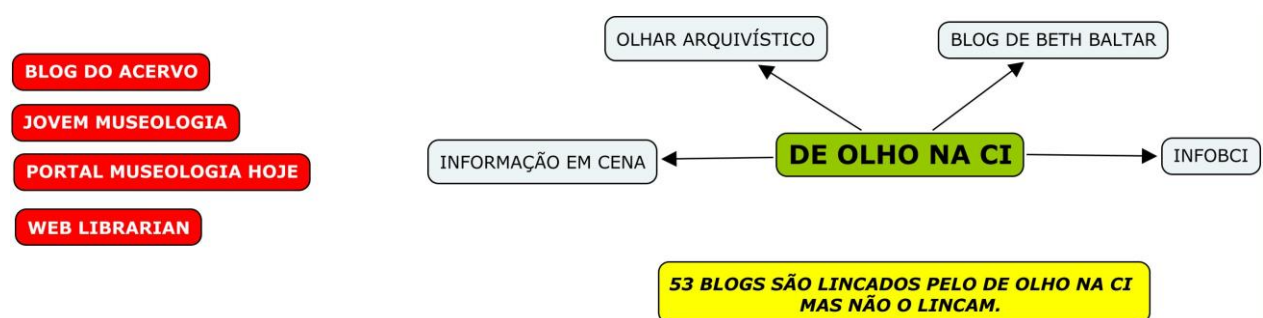 OLHAR ARQUIVÍSTICO
BLOG DE BETH BALTAR
BLOG DO ACERVO
JOVEM MUSEOLOGIA
PORTAL MUSEOLOGIA HOJE
WEB LIBRARIAN
INFORMAÇÃO EM CENA
DE OLHO NA CI
INFOBCI
53 BLOGS SÃO LINCADOS PELO DE OLHO NA CI
MAS NÃO O LINCAM.